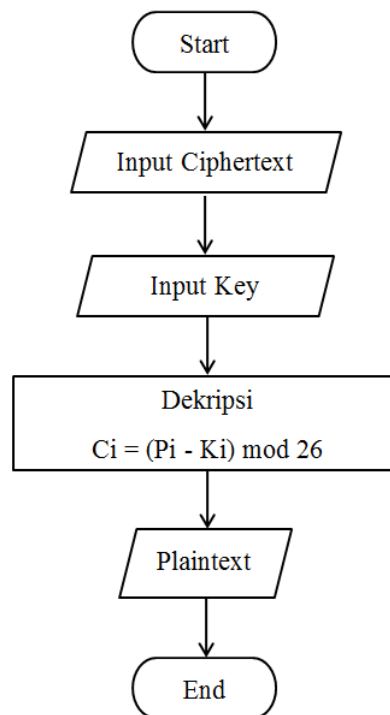 Start
Input Ciphertext
Input Key
Dekripsi
Ci = (Pi - Ki) mod 26
Plaintext
End